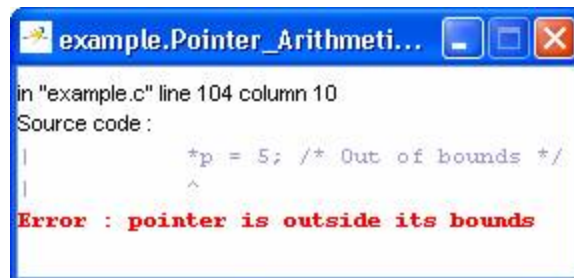 example.Pointer_Arithmeti...
in "example.c" line 104 column 10
Source code :
| *p = 5; /* Out of bounds */
| ^
Error : pointer is outside its bounds